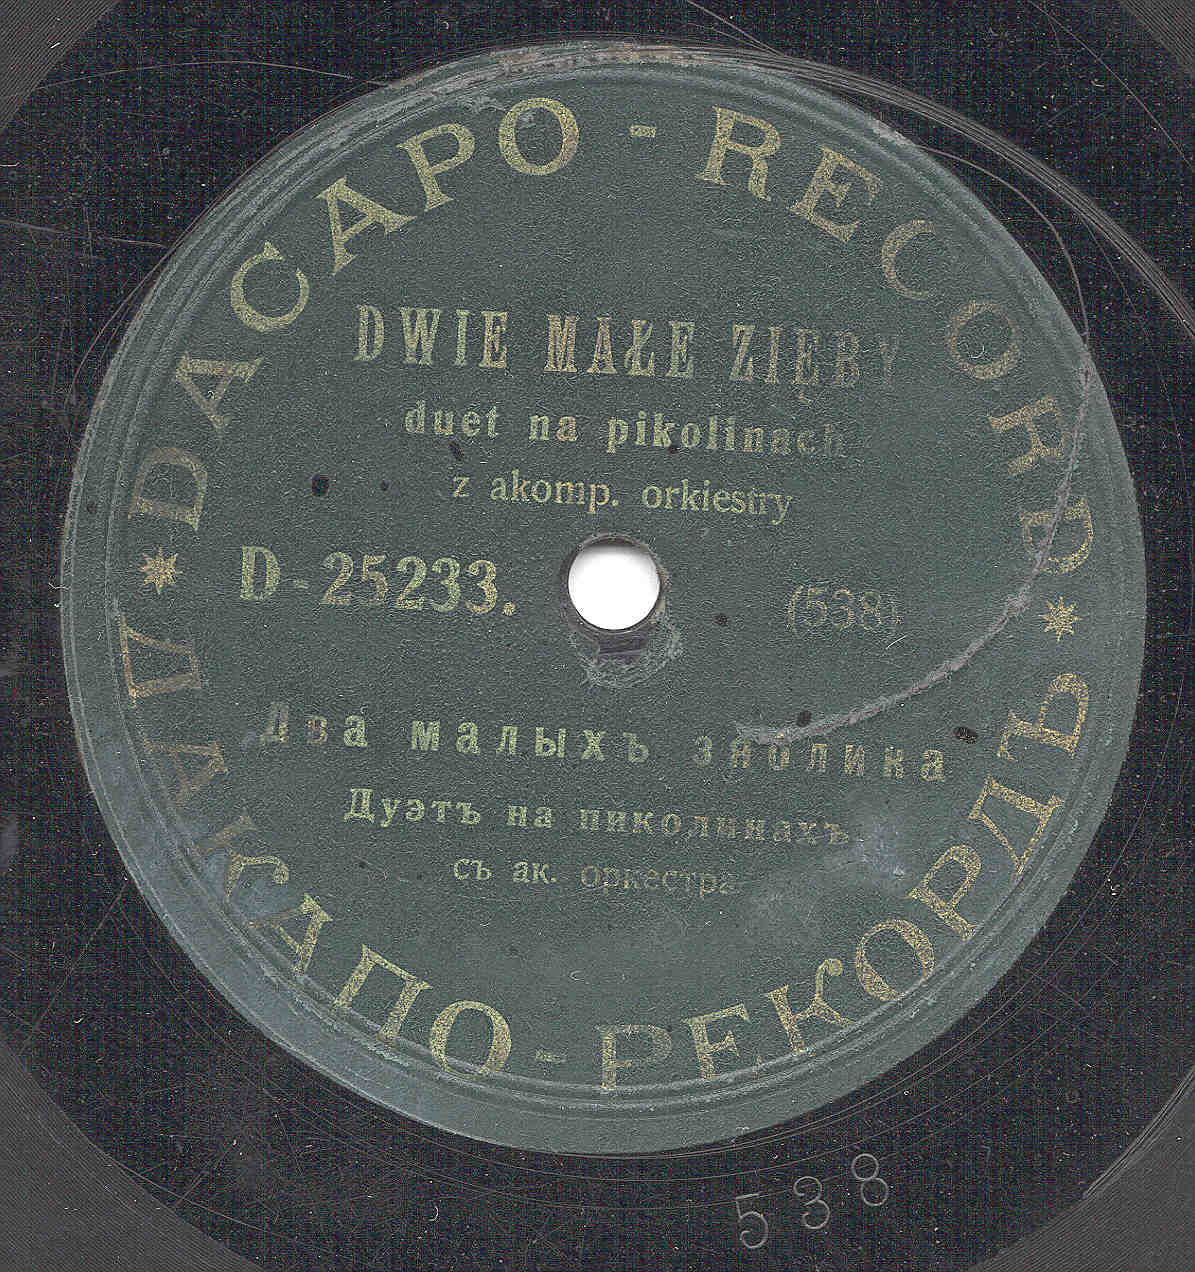 DACAPO - RECORD
DWIE MAŁE ZIĘBY
duet na pikolinach
z akomp. orkiestry
D-25233.
(538)
Два малыхъ зяблика
Дуэтъ на пиколинахъ
съ ак. оркестра
ДАКАПО - РЕКОРДЪ
538